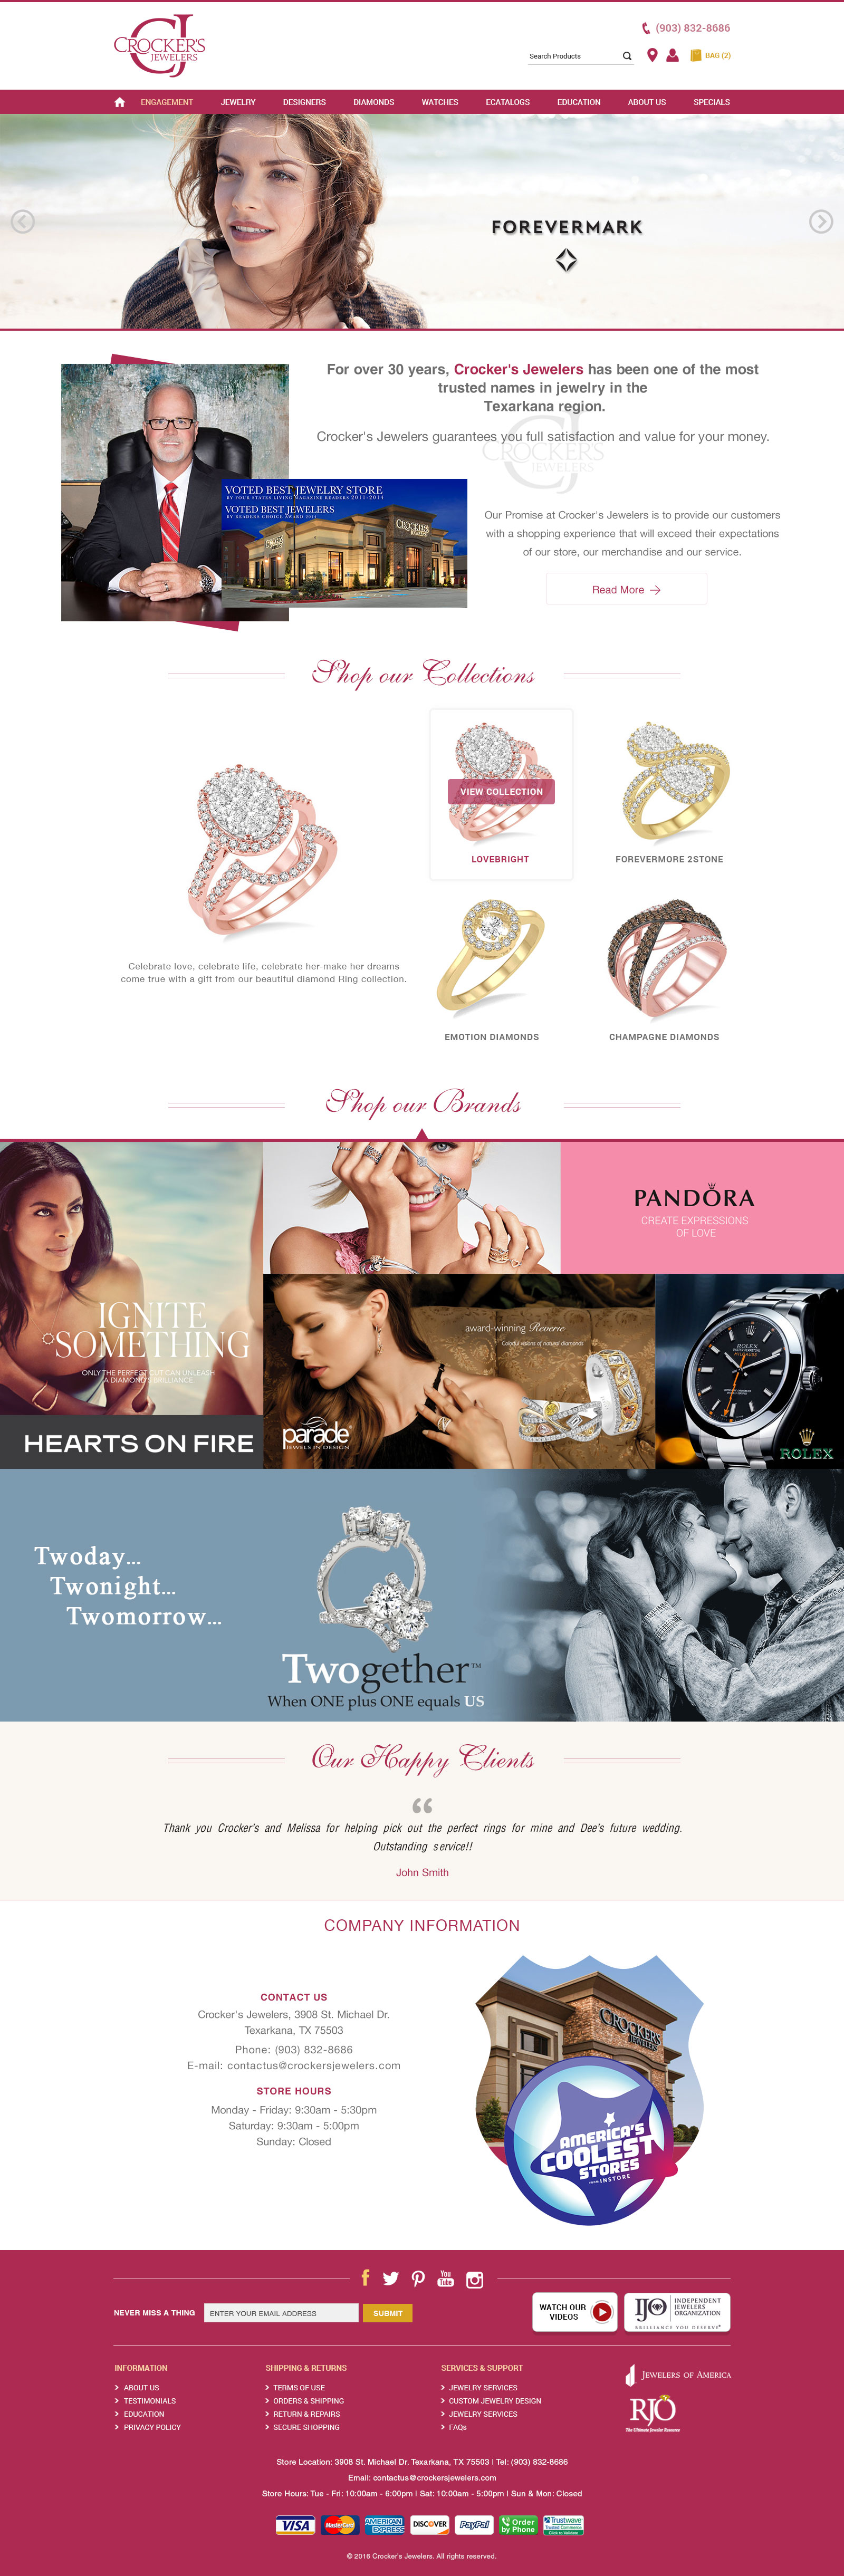 CROCKER'S
JEWELERS
(903) 832-8686
Search Products
BAG (2)
ENGAGEMENT JEWELRY DESIGNERS DIAMONDS WATCHES ECATALOGS EDUCATION ABOUT US SPECIALS
FOREVERMARK
For over 30 years, Crocker's Jewelers has been one of the most
trusted names in jewelry in the
Texarkana region.
Crocker's Jewelers guarantees you full satisfaction and value for your money.
CROCKER'S
JEWELERS
VOTED BEST JEWELRY STORE
BY FOUR STATES LIVING MAGAZINE READERS 2011-2014
VOTED BEST JEWELERS
BY READERS CHOICE AWARD 2014
CROCKER'S
Our Promise at Crocker's Jewelers is to provide our customers
with a shopping experience that will exceed their expectations
of our store, our merchandise and our service.
Read More
Shop our Collections
VIEW COLLECTION
LOVEBRIGHT
FOREVERMORE 2STONE
Celebrate love, celebrate life, celebrate her-make her dreams
come true with a gift from our beautiful diamond Ring collection.
EMOTION DIAMONDS
CHAMPAGNE DIAMONDS
Shop our Brands
PANDORA
CREATE EXPRESSIONS
OF LOVE
IGNITE
SOMETHING
ONLY THE PERFECT CUT CAN UNLEASH
A DIAMOND'S BRILLIANCE.
HEARTS ON FIRE
award-winning Reverie
Colorful visions of natural diamonds
parade
JEWELS IN DESIGN
ROLEX
ROLEX
Twoday...
Twonight...
Twomorrow...
Twogether™
When ONE plus ONE equals US
Our Happy Clients
“
Thank you Crocker's and Melissa for helping pick out the perfect rings for mine and Dee's future wedding.
Outstanding service!!
John Smith
COMPANY INFORMATION
CONTACT US
Crocker's Jewelers, 3908 St. Michael Dr.
Texarkana, TX 75503
Phone: (903) 832-8686
E-mail: contactus@crockersjewelers.com
STORE HOURS
Monday - Friday: 9:30am - 5:30pm
Saturday: 9:30am - 5:00pm
Sunday: Closed
CROCKER'S
JEWELERS
AMERICA'S
COOLEST
STORES
FROM INSTORE
You
Tube
NEVER MISS A THING
ENTER YOUR EMAIL ADDRESS
SUBMIT
WATCH OUR
VIDEOS
IJO
INDEPENDENT
JEWELERS
ORGANIZATION
BRILLIANCE YOU DESERVE®
INFORMATION
ABOUT US
TESTIMONIALS
EDUCATION
PRIVACY POLICY
SHIPPING & RETURNS
TERMS OF USE
ORDERS & SHIPPING
RETURN & REPAIRS
SECURE SHOPPING
SERVICES & SUPPORT
JEWELRY SERVICES
CUSTOM JEWELRY DESIGN
JEWELRY SERVICES
FAQs
JEWELERS OF AMERICA
RJO
The Ultimate Jeweler Resource
Store Location: 3908 St. Michael Dr. Texarkana, TX 75503 | Tel: (903) 832-8686
Email: contactus@crockersjewelers.com
Store Hours: Tue - Fri: 10:00am - 6:00pm | Sat: 10:00am - 5:00pm | Sun & Mon: Closed
VISA
MasterCard
AMERICAN
EXPRESS
DISCOVER
PayPal
Order
by Phone
Trustwave
Trusted Commerce
Click to Validate
© 2016 Crocker's Jewelers. All rights reserved.